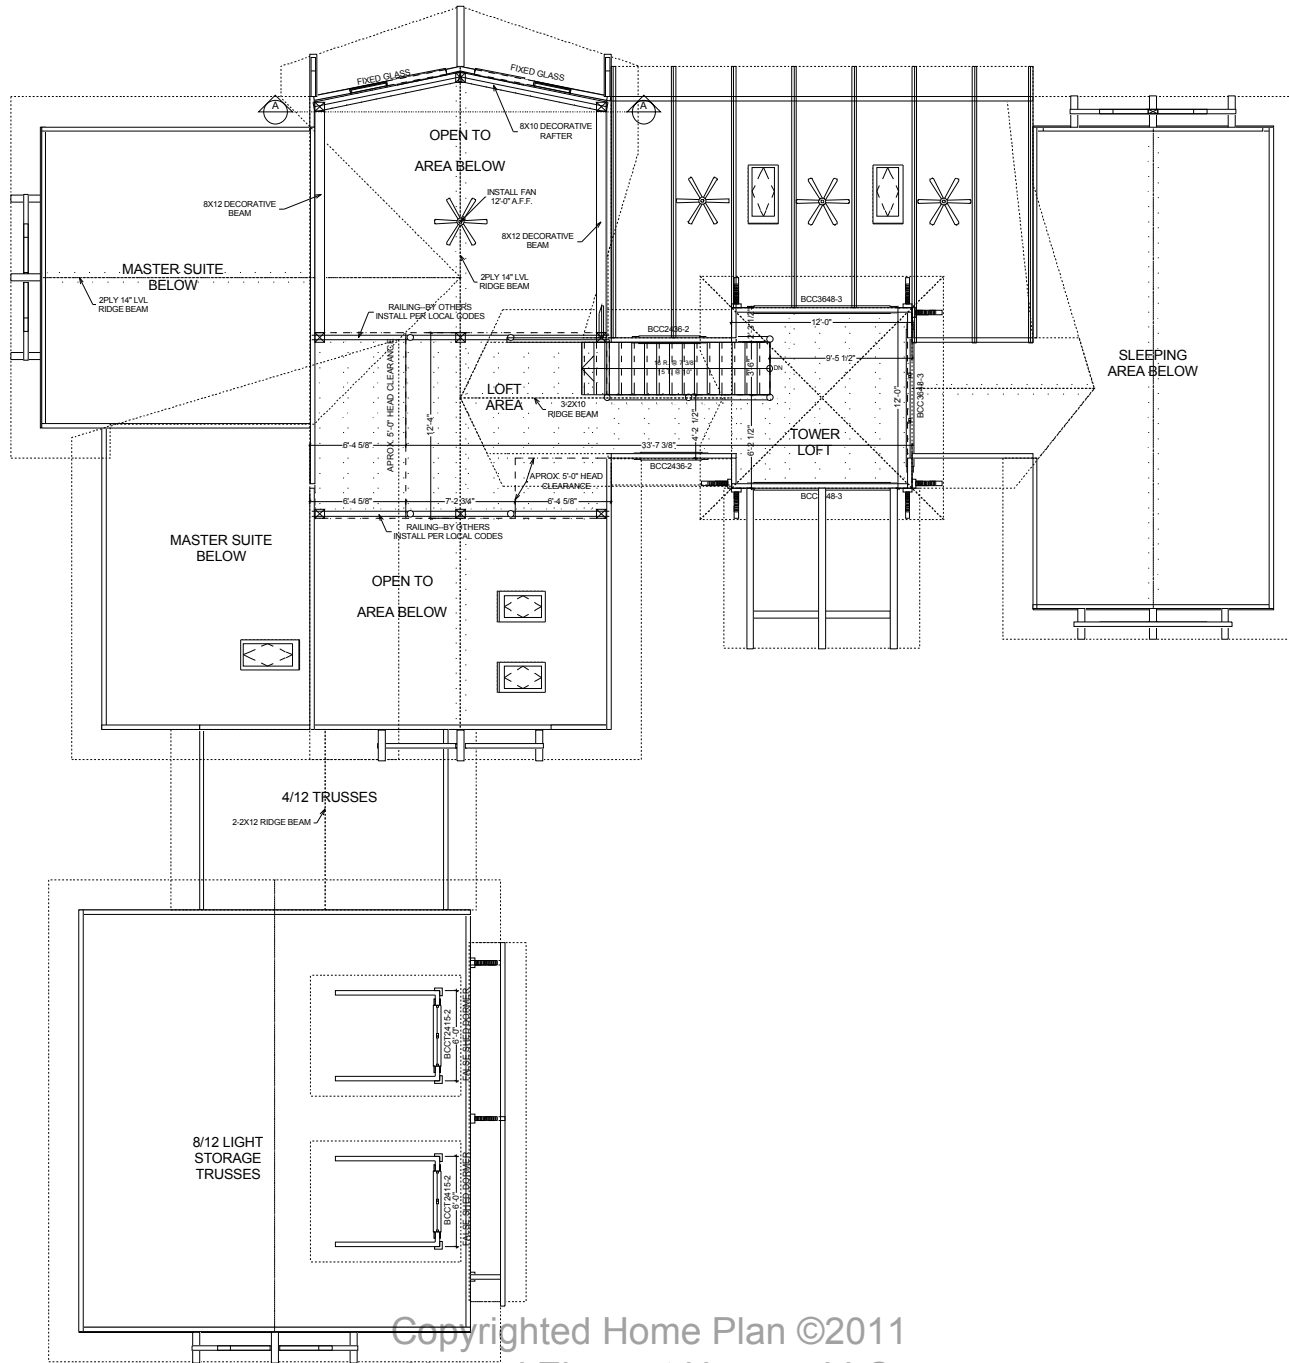 FIXED GLASS
FIXED GLASS
A
A
OPEN TO
AREA BELOW
8X10 DECORATIVE
RAFTER
INSTALL FAN
12'-0" A.F.F.
8X12 DECORATIVE
BEAM
8X12 DECORATIVE
BEAM
MASTER SUITE
BELOW
2PLY 14" LVL
RIDGE BEAM
2PLY 14" LVL
RIDGE BEAM
RAILING--BY OTHERS
INSTALL PER LOCAL CODES
BCC2436-2
BCC3648-3
12'-0"
2'-2 1/2"
9'-5 1/2"
3'-6"
DN
SLEEPING
AREA BELOW
APROX. 5'-0" HEAD CLEARANCE
12'-4"
LOFT
AREA
3-2X10
RIDGE BEAM
4'-2 1/2"
6'-2 1/2"
12'-0"
BCC3648-3
TOWER
LOFT
6'-4 5/8"
33'-7 3/8"
BCC2436-2
APROX. 5'-0" HEAD
CLEARANCE
6'-4 5/8"
7'-2 3/4"
6'-4 5/8"
RAILING--BY OTHERS
INSTALL PER LOCAL CODES
MASTER SUITE
BELOW
OPEN TO
AREA BELOW
4/12 TRUSSES
2-2X12 RIDGE BEAM
BCCT2415-2
6'-0"
FALSE SHED DORMER
8/12 LIGHT
STORAGE
TRUSSES
BCCT2415-2
6'-0"
FALSE SHED DORMER
Copyrighted Home Plan ©2011